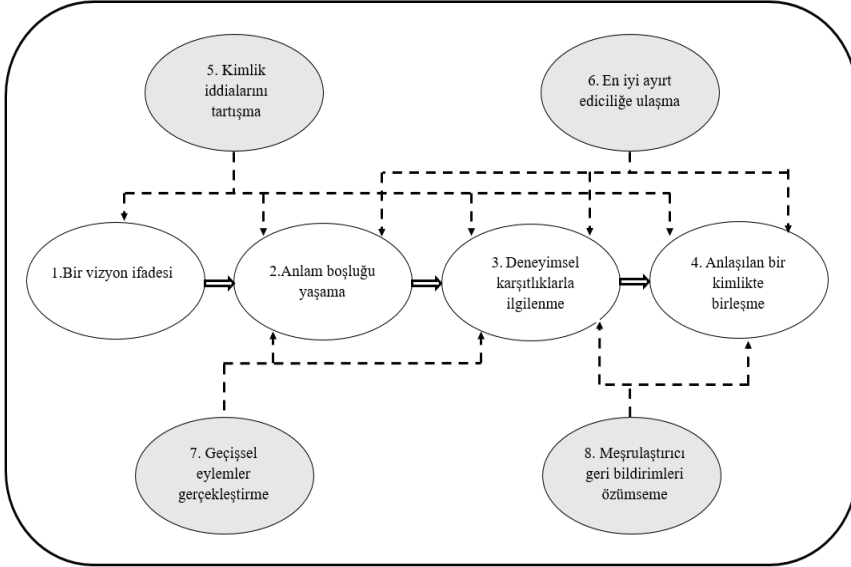 5. Kimlik
iddialarını
tartışma
6. En iyi ayırt
ediciliğe ulaşma
1.Bir vizyon ifadesi
2.Anlam boşluğu
yaşama
3. Deneyimsel
karşıtlıklarla
ilgilenme
4. Anlaşılan bir
kimlikte
birleşme
7. Geçişsel
eylemler
gerçekleştirme
8. Meşrulaştırıcı
geri bildirimleri
özümseme